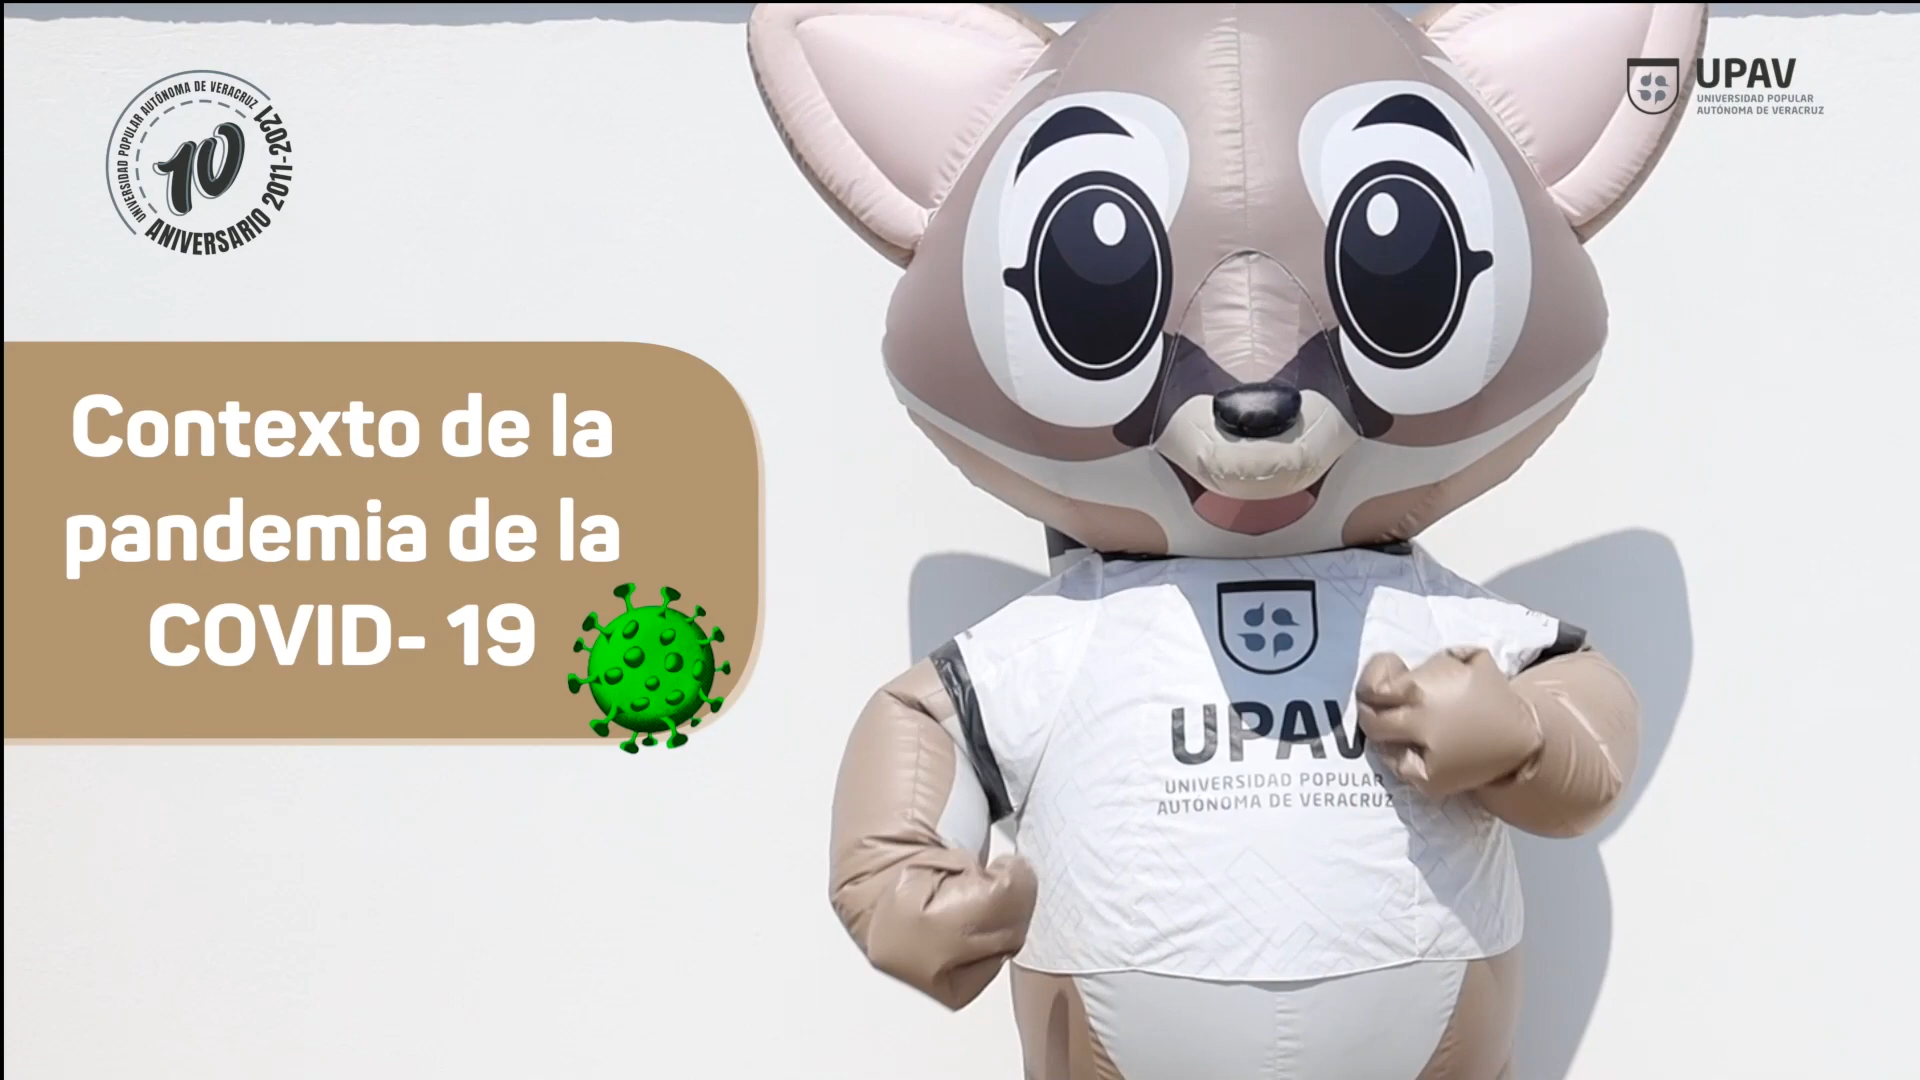 UNIVERSIDAD POPULAR AUTÓNOMA DE VERACRUZ
10
ANIVERSARIO 2011-2021
UPAV
UNIVERSIDAD POPULAR
AUTÓNOMA DE VERACRUZ
Contexto de la
pandemia de la
COVID- 19
UPAV
UNIVERSIDAD POPULAR
AUTÓNOMA DE VERACRUZ